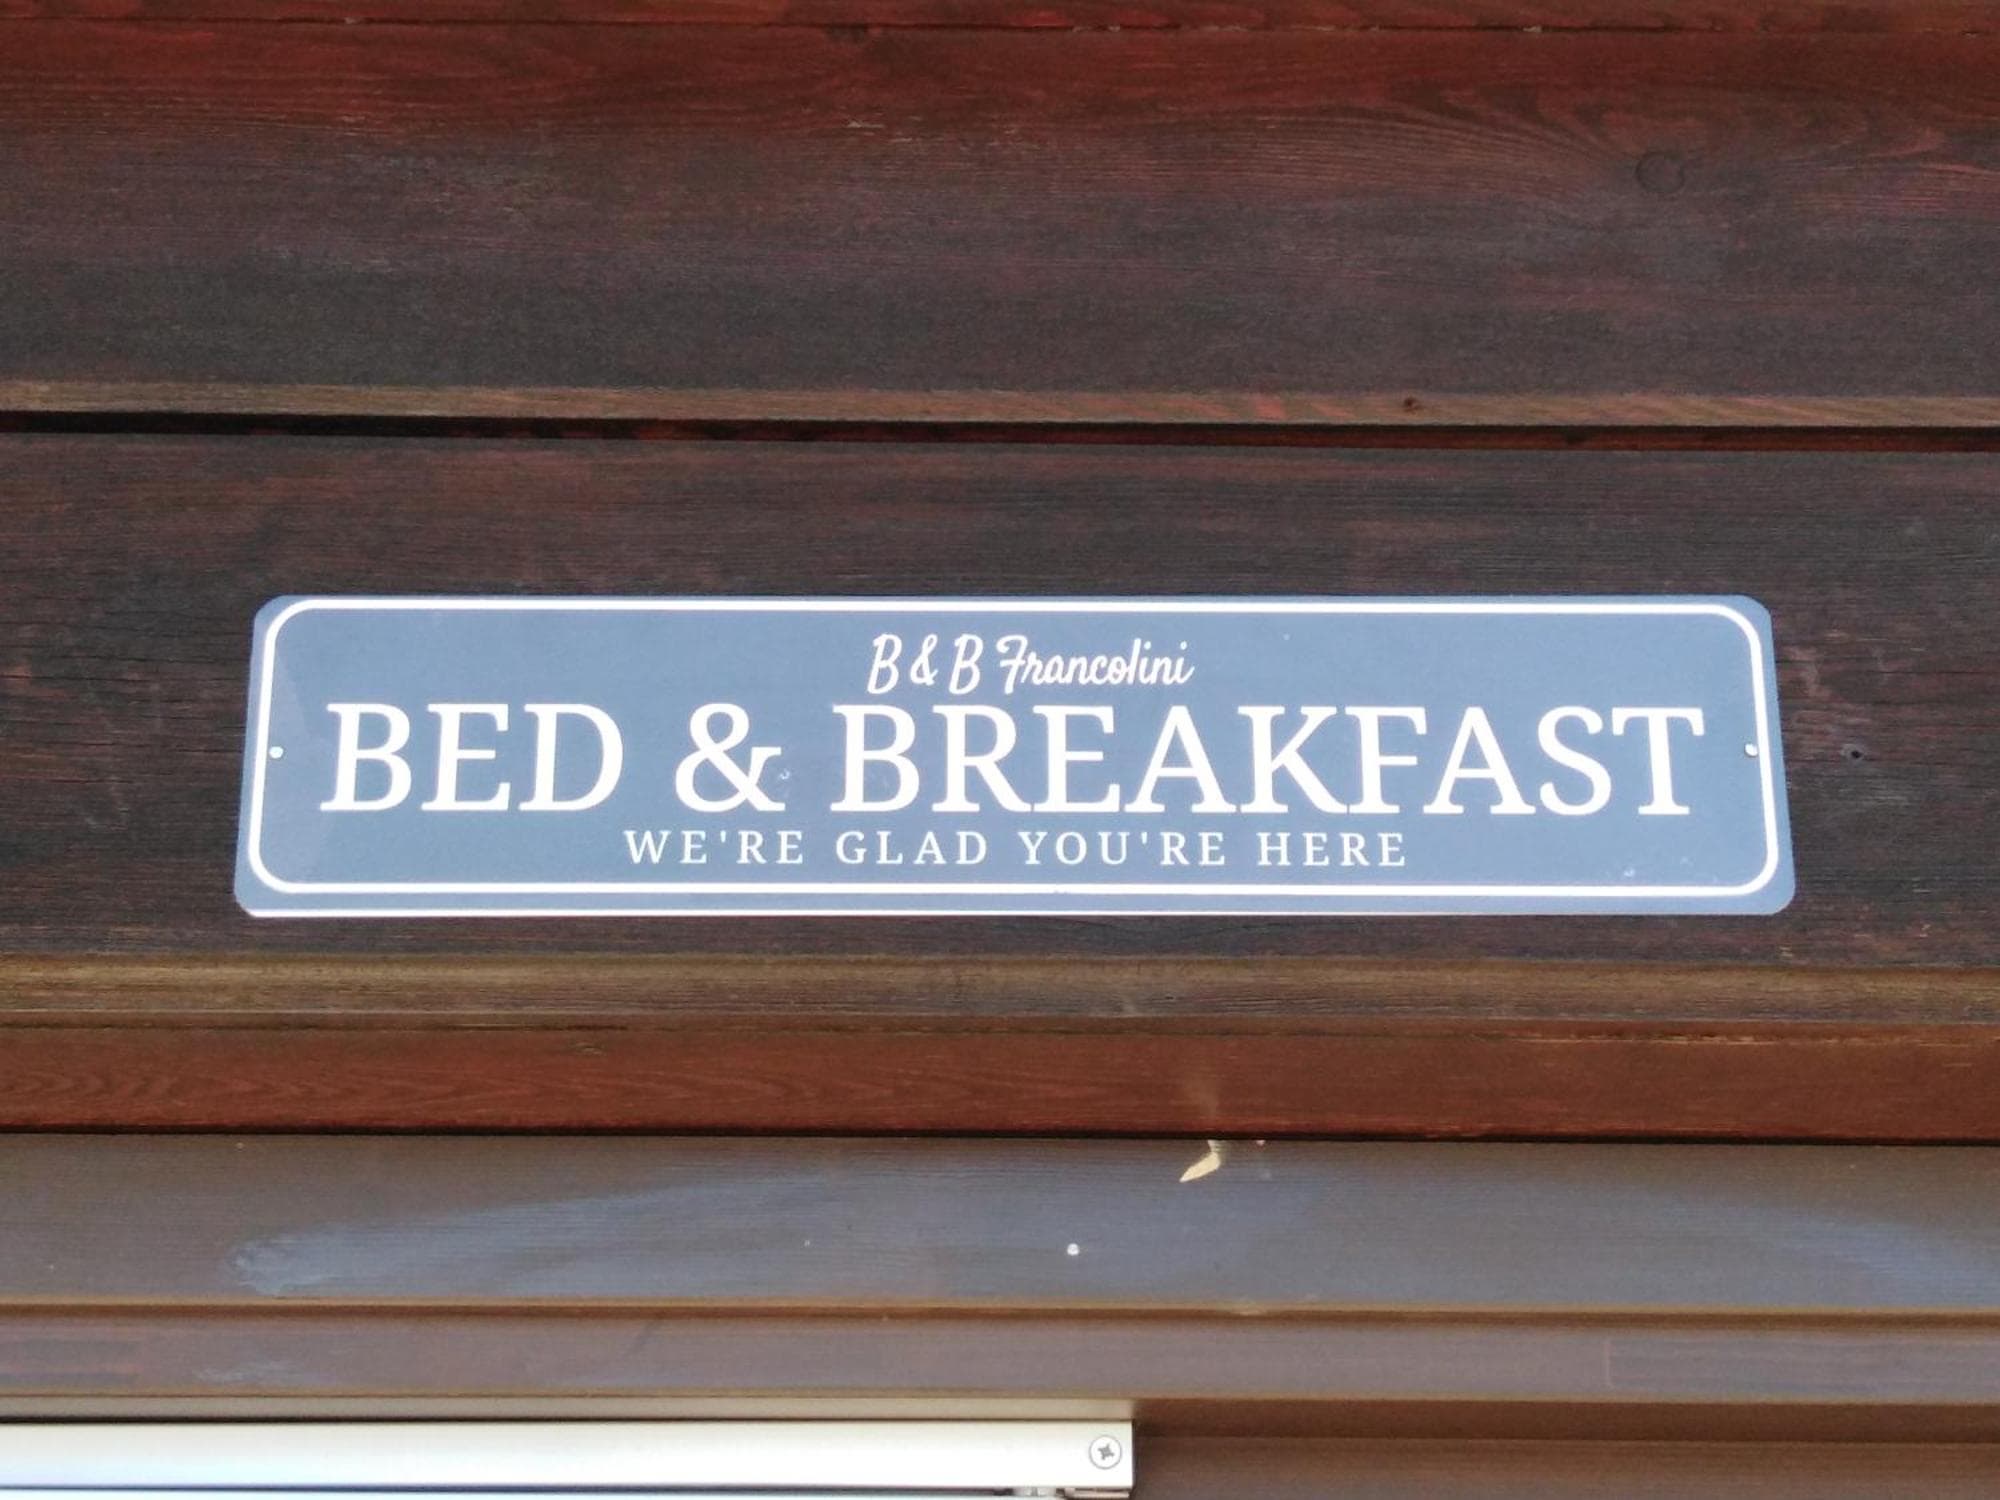 B & B Francolini
BED & BREAKFAST
WE'RE GLAD YOU'RE HERE